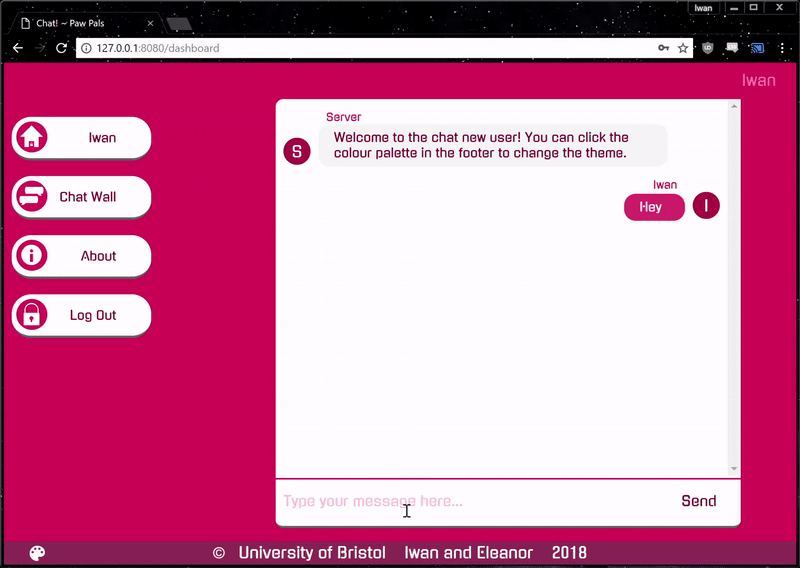 Iwan
Chat! ~ Paw Pals
127.0.0.1:8080/dashboard
Iwan
Iwan
Chat Wall
About
Log Out
Server
S
Welcome to the chat new user! You can click the
colour palette in the footer to change the theme.
Iwan
Hey
I
Type your message here...
Send
© University of Bristol Iwan and Eleanor 2018